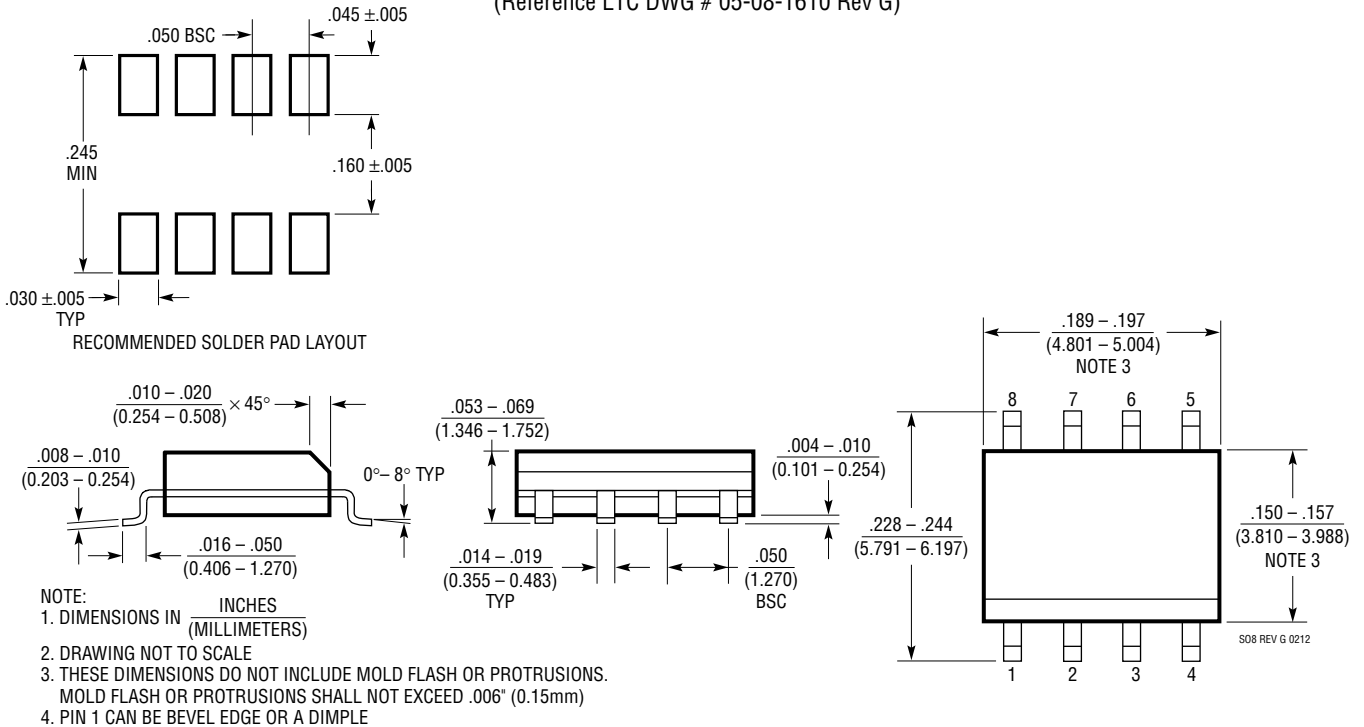 (Reference LTC DWG # 05-08-1610 Rev G)
.045 ±.005
.050 BSC
.245
MIN
.160 ±.005
.030 ±.005
TYP
RECOMMENDED SOLDER PAD LAYOUT
.010 – .020
(0.254 – 0.508)
× 45°
.008 – .010
(0.203 – 0.254)
0°– 8° TYP
.016 – .050
(0.406 – 1.270)
.053 – .069
(1.346 – 1.752)
.004 – .010
(0.101 – 0.254)
.014 – .019
(0.355 – 0.483)
TYP
.050
(1.270)
BSC
.189 – .197
(4.801 – 5.004)
NOTE 3
8 7 6 5
.228 – .244
(5.791 – 6.197)
.150 – .157
(3.810 – 3.988)
NOTE 3
1 2 3 4
SO8 REV G 0212
NOTE:
1. DIMENSIONS IN INCHES
(MILLIMETERS)
2. DRAWING NOT TO SCALE
3. THESE DIMENSIONS DO NOT INCLUDE MOLD FLASH OR PROTRUSIONS.
MOLD FLASH OR PROTRUSIONS SHALL NOT EXCEED .006" (0.15mm)
4. PIN 1 CAN BE BEVEL EDGE OR A DIMPLE